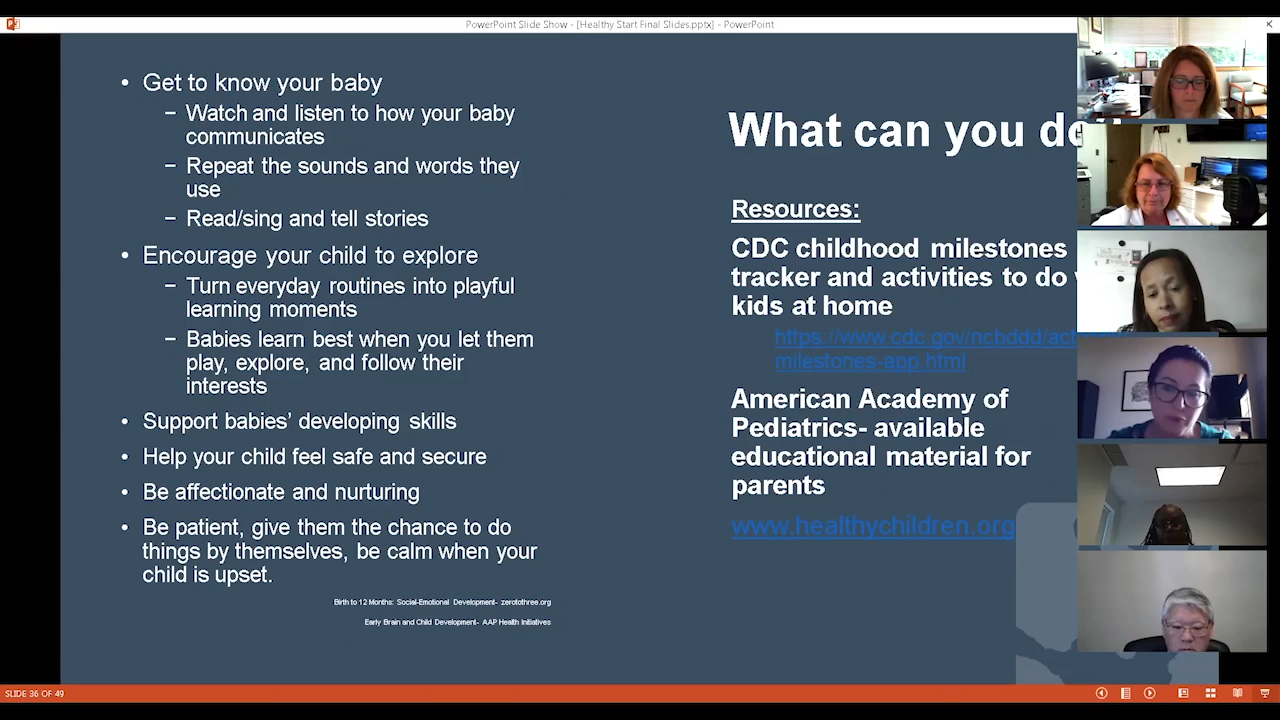 PowerPoint Slide Show - [Healthy Start Final Slides.pptx] - PowerPoint
• Get to know your baby
− Watch and listen to how your baby
communicates
− Repeat the sounds and words they
use
− Read/sing and tell stories
• Encourage your child to explore
− Turn everyday routines into playful
learning moments
− Babies learn best when you let them
play, explore, and follow their
interests
• Support babies' developing skills
• Help your child feel safe and secure
• Be affectionate and nurturing
• Be patient, give them the chance to do
things by themselves, be calm when your
child is upset.
Birth to 12 Months: Social-Emotional Development- zerotothree.org
Early Brain and Child Development- AAP Health Initiatives
What can you do
Resources:
CDC childhood milestones
tracker and activities to do
kids at home
https://www.cdc.gov/ncbddd/act
milestones-app.html
American Academy of
Pediatrics- available
educational material for
parents
www.healthychildren.org
SLIDE 36 OF 49